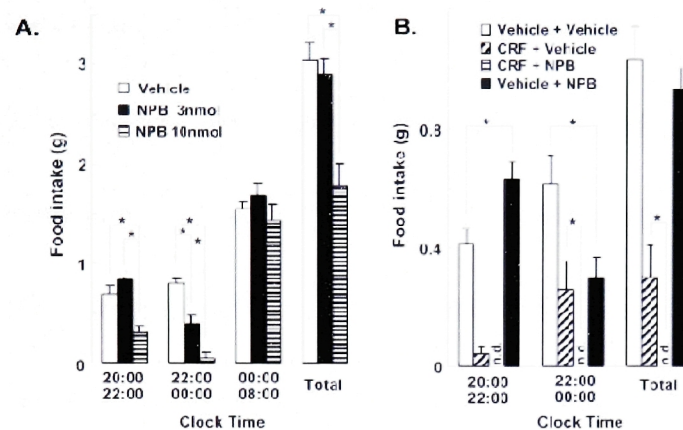 A.
Food intake (g)
3
2
1
0
Vehicle
NPB 3nmol
NPB 10nmol
* * *
* *
* *
* *
20:00
22:00
22:00
00:00
00:00
08:00
Total
Clock Time
B.
Food intake (g)
0.8
0.4
0
Vehicle + Vehicle
CRF + Vehicle
CRF + NPB
Vehicle + NPB
* *
* *
20:00
22:00
22:00
00:00
Total
Clock Time